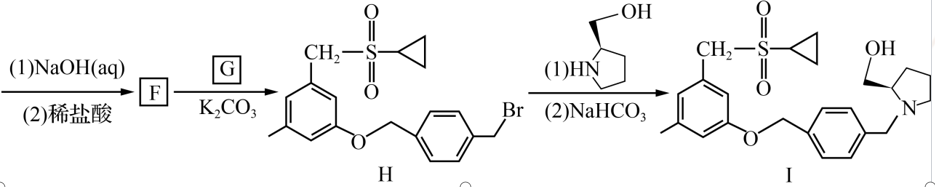 (1)NaOH(aq)
(2)稀盐酸
F
G
K₂CO₃
O
CH₂
S
O
O
Br
H
OH
(1)HN
(2)NaHCO₃
O
CH₂
S
O
OH
N
O
I